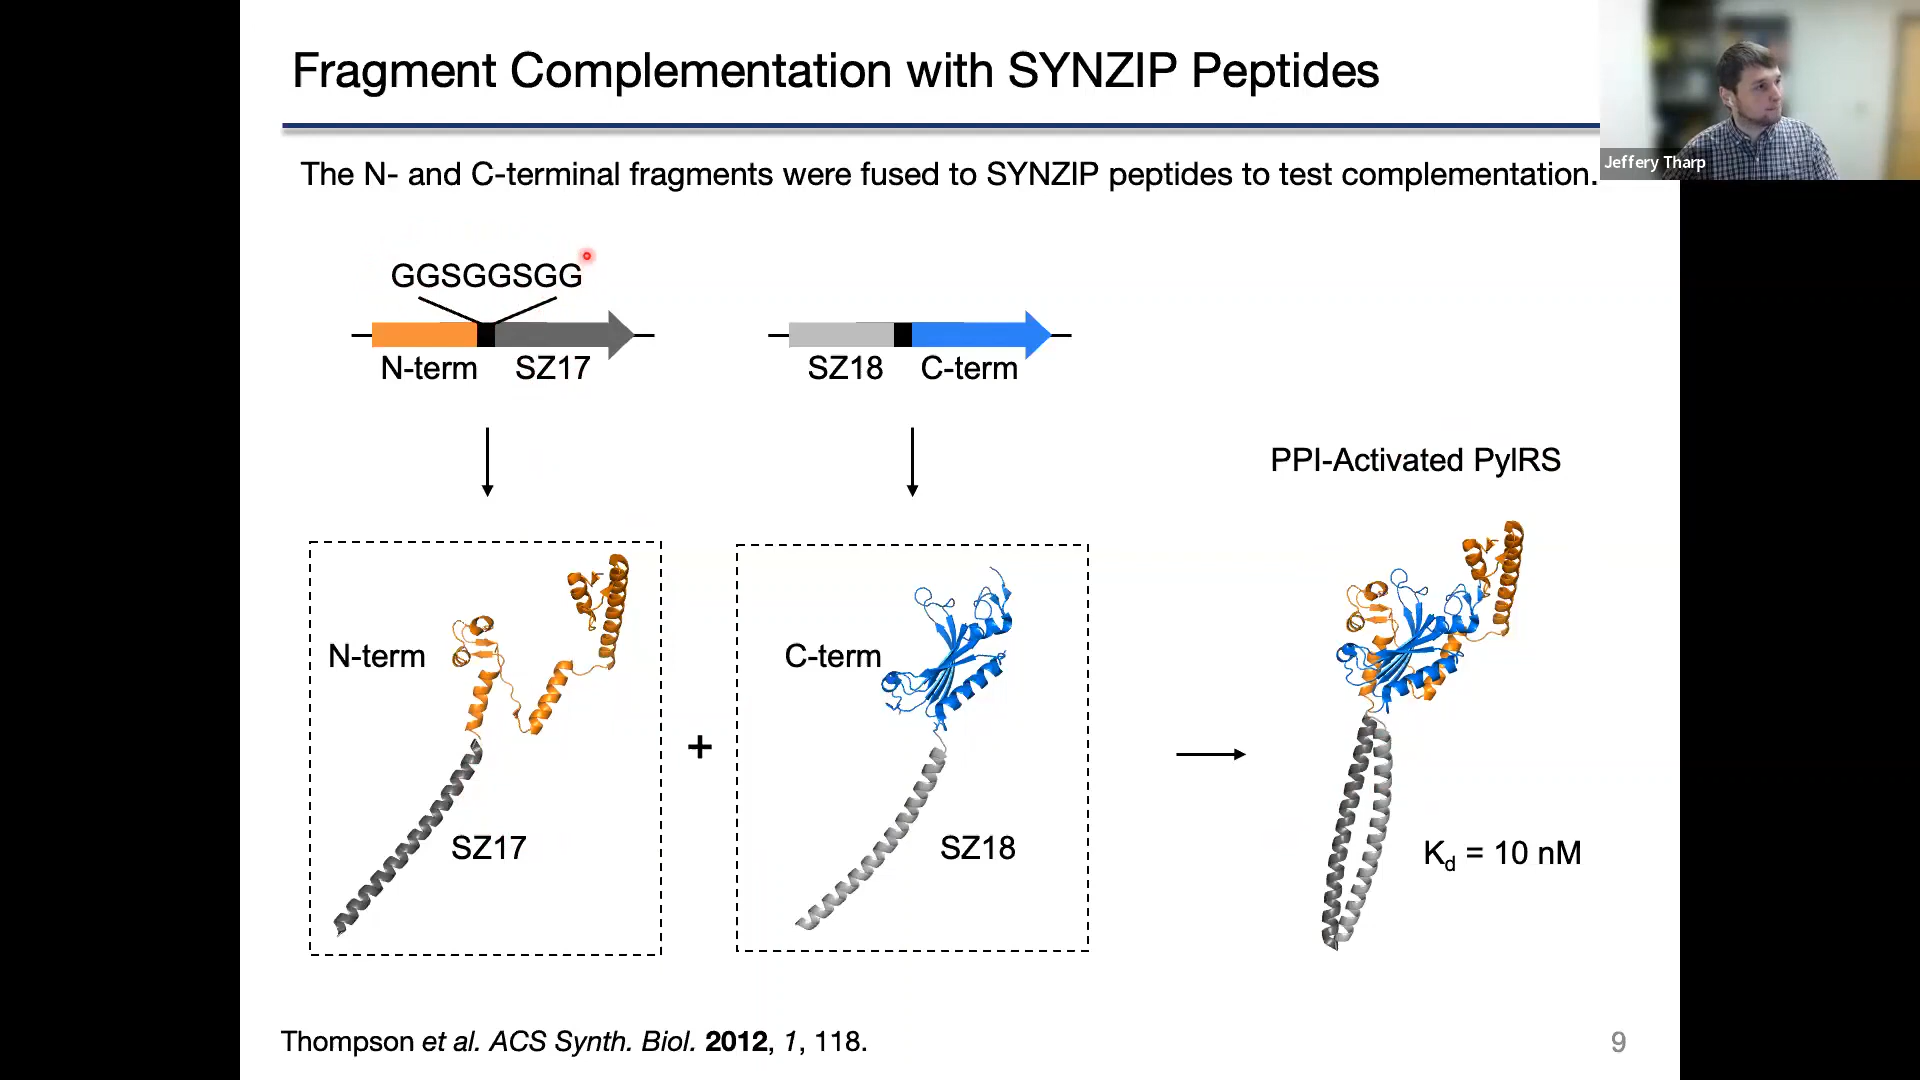 Fragment Complementation with SYNZIP Peptides
Jeffery Tharp
The N- and C-terminal fragments were fused to SYNZIP peptides to test complementation.
GGSGGSGG
N-term SZ17
SZ18 C-term
PPI-Activated PylRS
N-term
C-term
+
SZ17
SZ18
Kd = 10 nM
Thompson et al. ACS Synth. Biol. 2012, 1, 118.
9